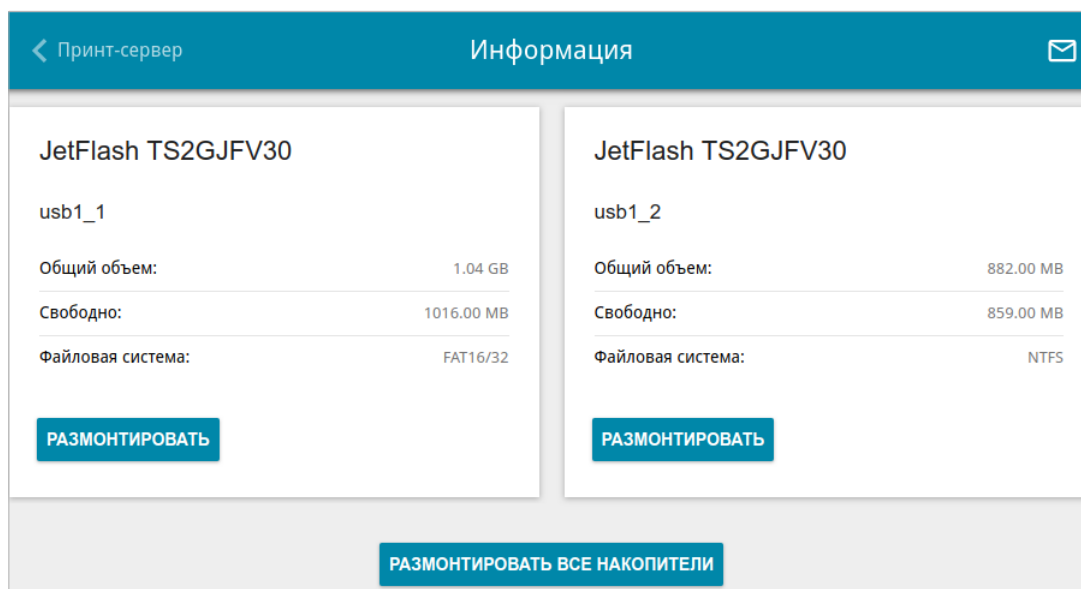 Принт-сервер
Информация
JetFlash TS2GJFV30
usb1_1
Общий объем: 1.04 GB
Свободно: 1016.00 MB
Файловая система: FAT16/32
РАЗМОНТИРОВАТЬ
JetFlash TS2GJFV30
usb1_2
Общий объем: 882.00 MB
Свободно: 859.00 MB
Файловая система: NTFS
РАЗМОНТИРОВАТЬ
РАЗМОНТИРОВАТЬ ВСЕ НАКОПИТЕЛИ